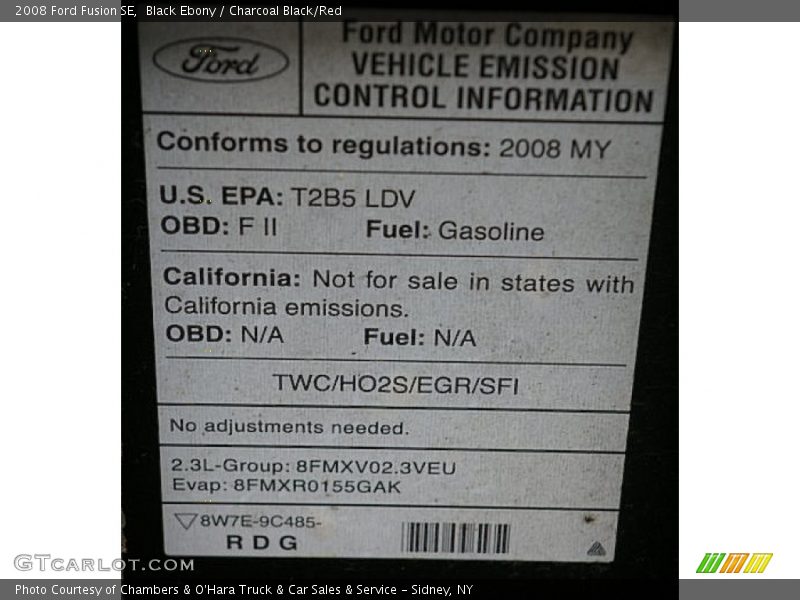 2008 Ford Fusion SE,  Black Ebony / Charcoal Black/Red
Ford
Ford Motor Company
VEHICLE EMISSION
CONTROL INFORMATION
Conforms to regulations: 2008 MY
U.S. EPA: T2B5 LDV
OBD: F II Fuel: Gasoline
California: Not for sale in states with
California emissions.
OBD: N/A Fuel: N/A
TWC/HO2S/EGR/SFI
No adjustments needed.
2.3L-Group: 8FMXV02.3VEU
Evap: 8FMXR0155GAK
8W7E-9C485-
R D G
GTCARLOT.COM
Photo Courtesy of Chambers & O'Hara Truck & Car Sales & Service – Sidney, NY